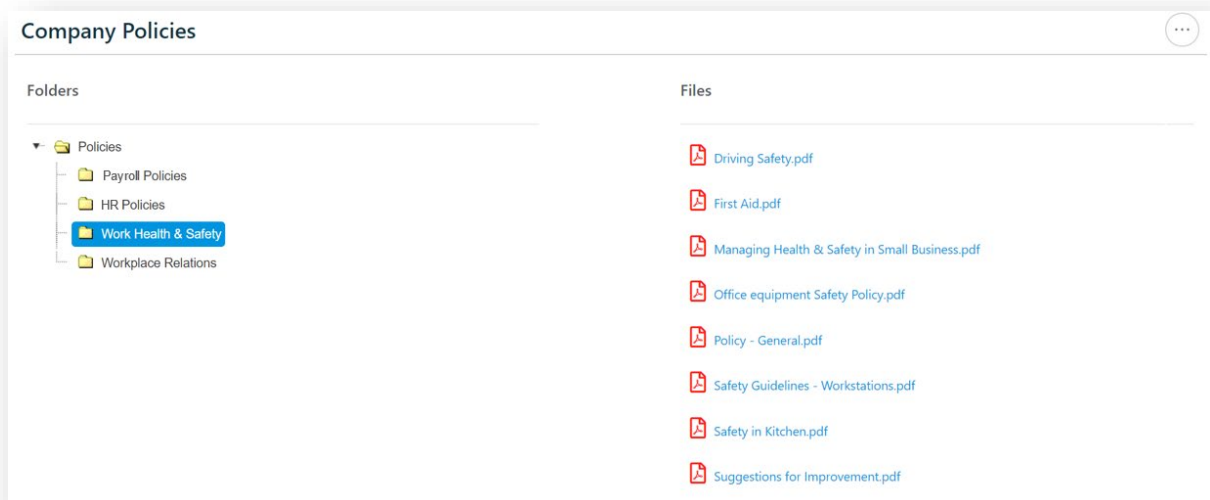 Company Policies
Folders
Policies
Payroll Policies
HR Policies
Work Health & Safety
Workplace Relations
Files
Driving Safety.pdf
First Aid.pdf
Managing Health & Safety in Small Business.pdf
Office equipment Safety Policy.pdf
Policy - General.pdf
Safety Guidelines - Workstations.pdf
Safety in Kitchen.pdf
Suggestions for Improvement.pdf